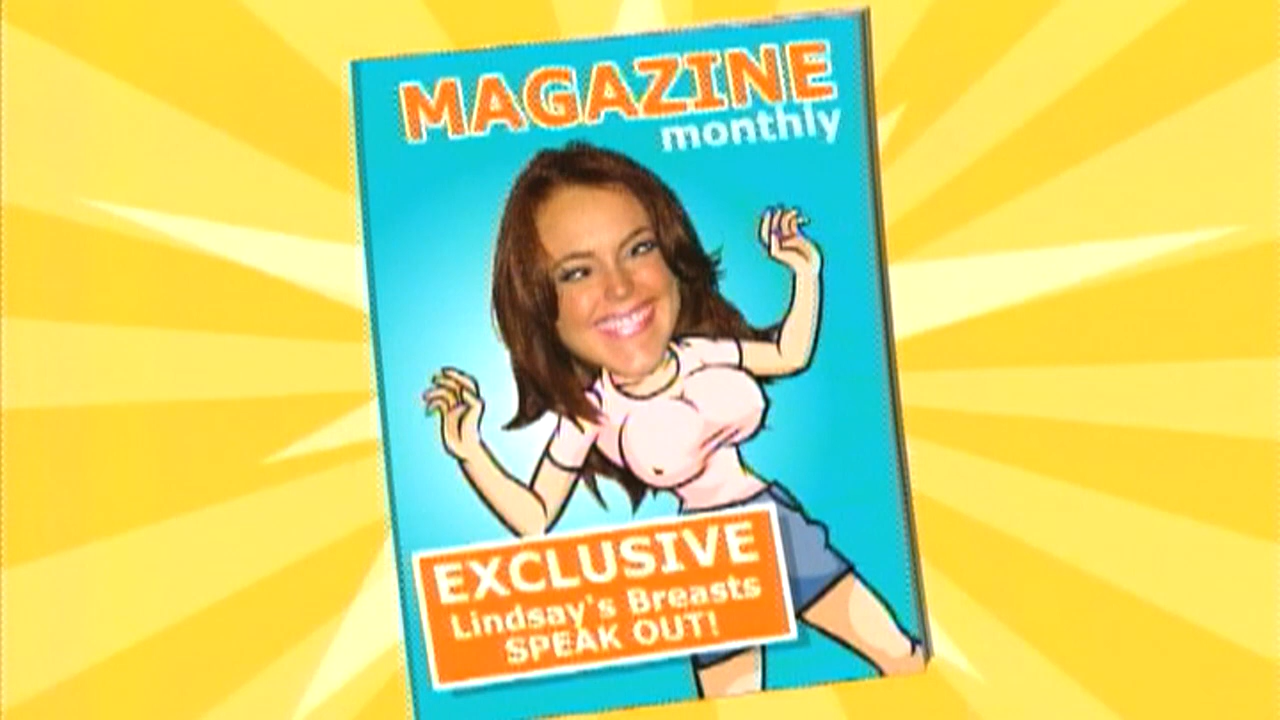 MAGAZINE
monthly
EXCLUSIVE
Lindsay's Breasts
SPEAK OUT!